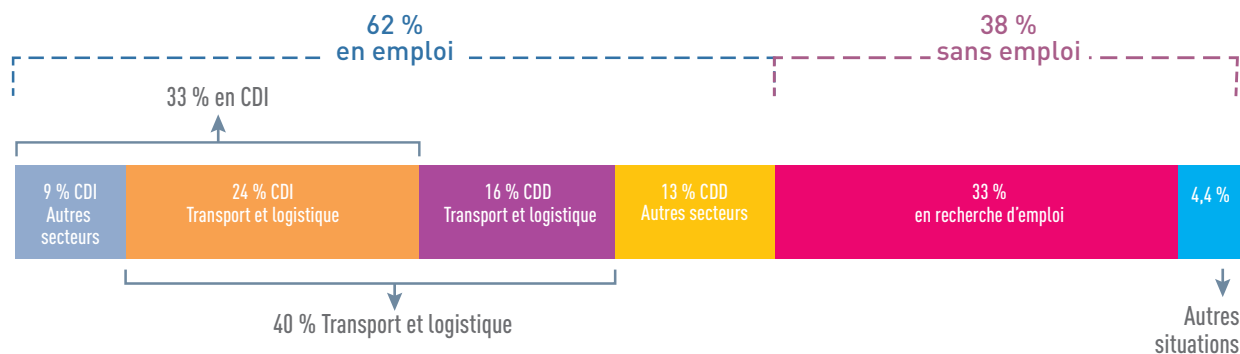 62 %
en emploi
38 %
sans emploi
33 % en CDI
9 % CDI
Autres
secteurs
24 % CDI
Transport et logistique
16 % CDD
Transport et logistique
13 % CDD
Autres secteurs
33 %
en recherche d'emploi
4,4 %
40 % Transport et logistique
Autres
situations